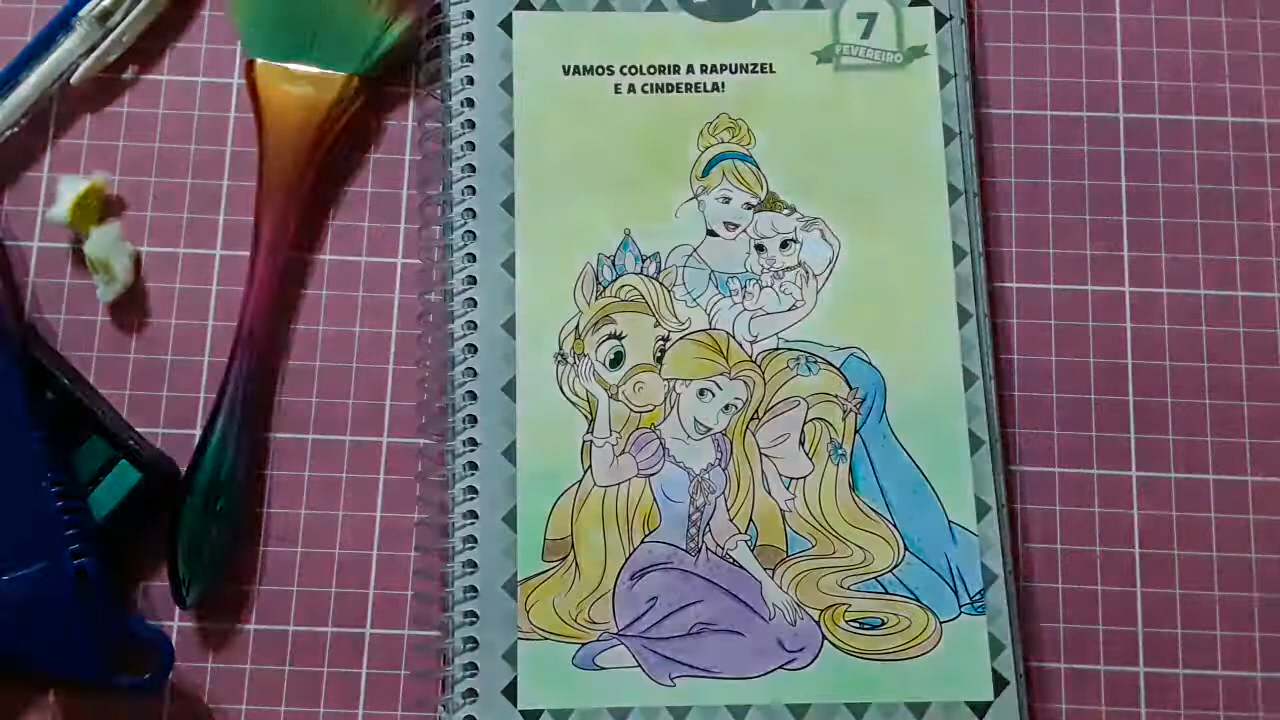 7
FEVEREIRO
VAMOS COLORIR A RAPUNZEL
E A CINDERELA!